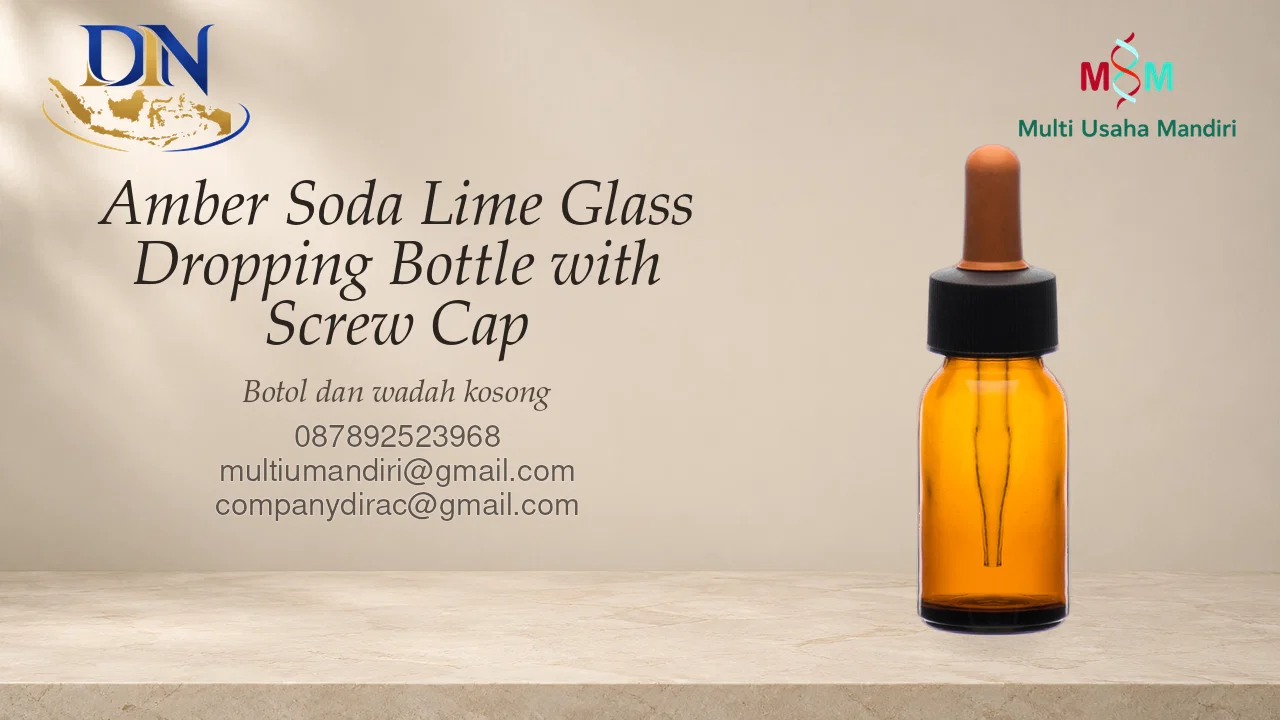 DN
M M
Multi Usaha Mandiri
Amber Soda Lime Glass
Dropping Bottle with
Screw Cap
Botol dan wadah kosong
087892523968
multiumandiri@gmail.com
companydirac@gmail.com